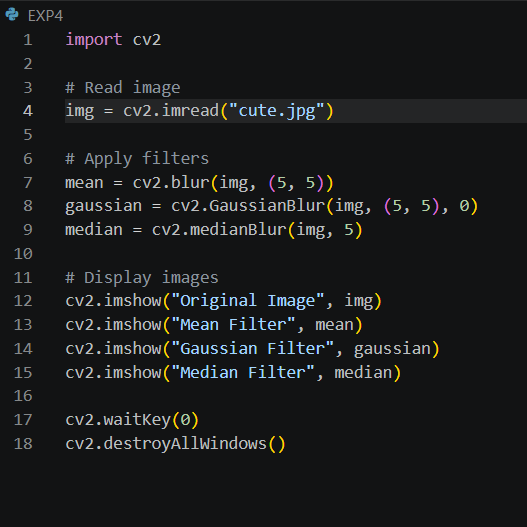 EXP4
1 import cv2
2
3 # Read image
4 img = cv2.imread("cute.jpg")
5
6 # Apply filters
7 mean = cv2.blur(img, (5, 5))
8 gaussian = cv2.GaussianBlur(img, (5, 5), 0)
9 median = cv2.medianBlur(img, 5)
10
11 # Display images
12 cv2.imshow("Original Image", img)
13 cv2.imshow("Mean Filter", mean)
14 cv2.imshow("Gaussian Filter", gaussian)
15 cv2.imshow("Median Filter", median)
16
17 cv2.waitKey(0)
18 cv2.destroyAllWindows()